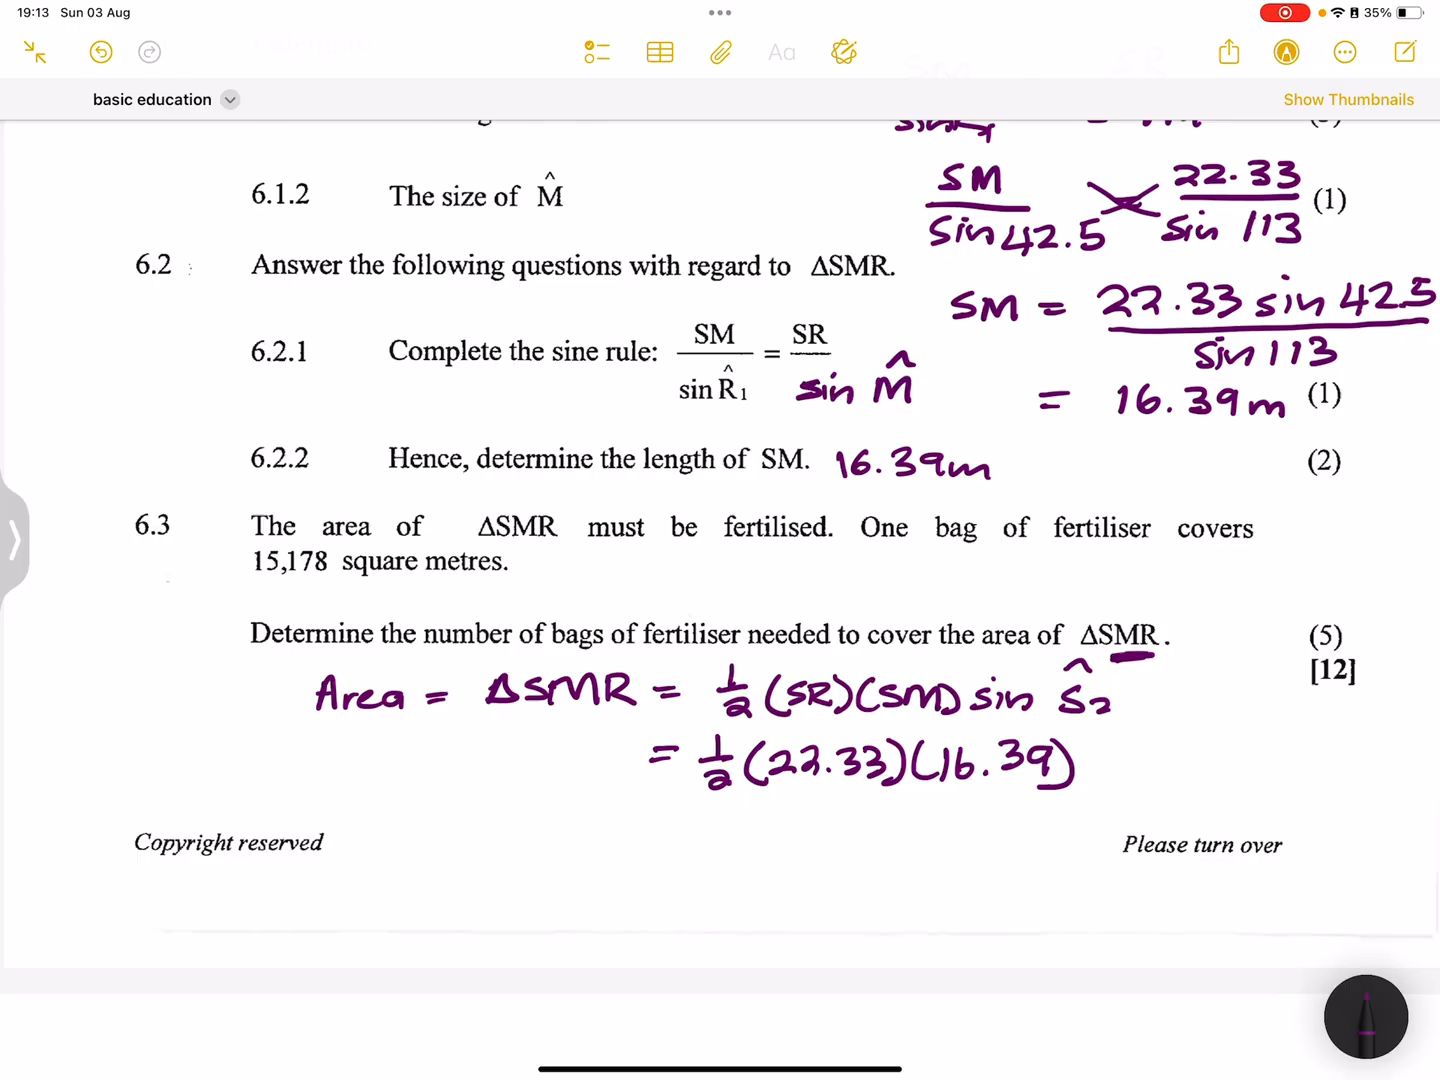 19:13 Sun 03 Aug
35%
Aa
basic education
Show Thumbnails
6.1.2 The size of M̂
(1)
SM / sin 42.5 22.33 / sin 113
6.2 Answer the following questions with regard to ΔSMR.
SM = 22.33 sin 42.5 / sin 113
6.2.1 Complete the sine rule: SM / sin R̂₁ = SR / sin M̂
= 16.39m (1)
6.2.2 Hence, determine the length of SM. 16.39m (2)
6.3 The area of ΔSMR must be fertilised. One bag of fertiliser covers
15,178 square metres.
Determine the number of bags of fertiliser needed to cover the area of ΔSMR. (5)
[12]
Area = ΔSMR = ½ (SR)(SM) sin Ŝ₂
= ½ (22.33)(16.39)
Copyright reserved Please turn over